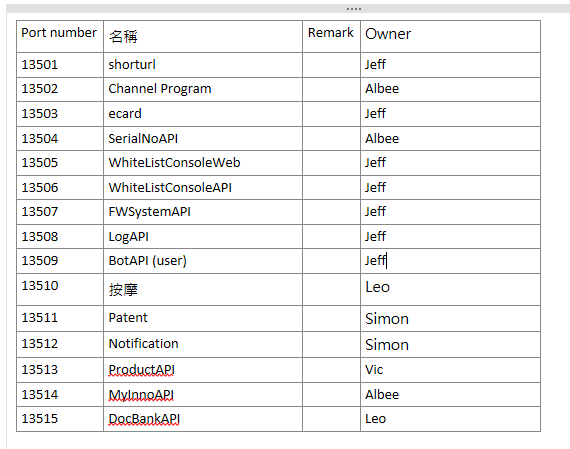 Port number 名稱 Remark Owner
13501 shorturl Jeff
13502 Channel Program Albee
13503 ecard Jeff
13504 SerialNoAPI Albee
13505 WhiteListConsoleWeb Jeff
13506 WhiteListConsoleAPI Jeff
13507 FWSystemAPI Jeff
13508 LogAPI Jeff
13509 BotAPI (user) Jeff
13510 按摩 Leo
13511 Patent Simon
13512 Notification Simon
13513 ProductAPI Vic
13514 MyInnoAPI Albee
13515 DocBankAPI Leo